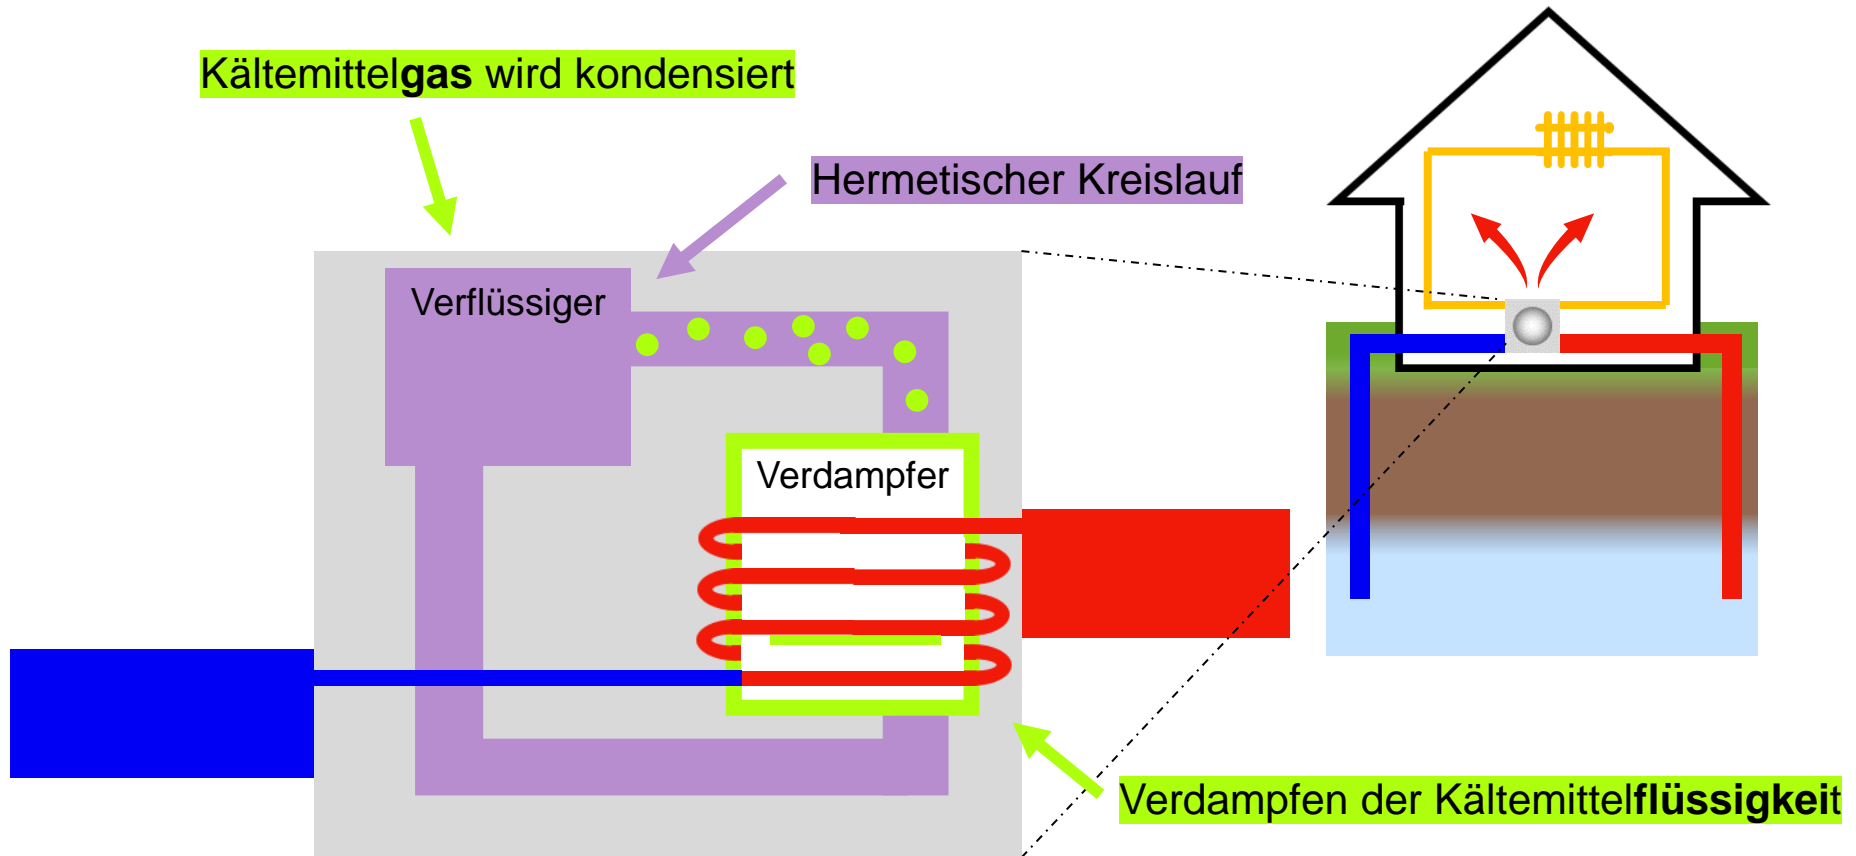 Kältemittelgas wird kondensiert
Hermetischer Kreislauf
Verflüssiger
Verdampfer
Verdampfen der Kältemittelflüssigkeit